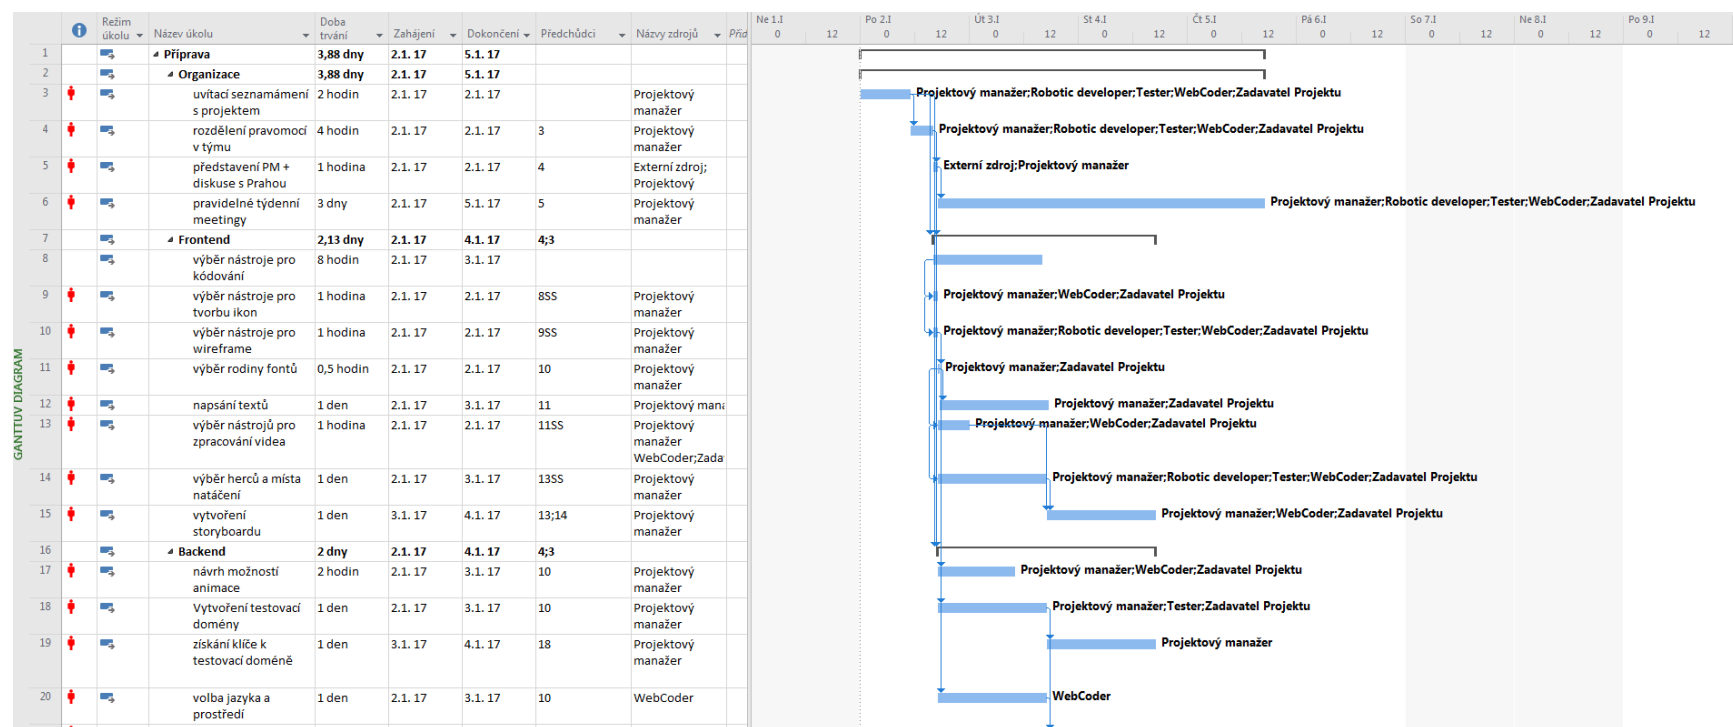 Režim úkolu Název úkolu Doba trvání Zahájení Dokončení Předchůdci Názvy zdrojů Příd
Ne 1.I Po 2.I Út 3.I St 4.I Čt 5.I Pá 6.I So 7.I Ne 8.I Po 9.I
0 12 0 12 0 12 0 12 0 12 0 12 0 12 0 12 0 12
GANTTUV DIAGRAM
1 Příprava 3,88 dny 2.1. 17 5.1. 17
2 Organizace 3,88 dny 2.1. 17 5.1. 17
3 uvítací seznamámení s projektem 2 hodin 2.1. 17 2.1. 17 Projektový manažer
Projektový manažer;Robotic developer;Tester;WebCoder;Zadavatel Projektu
4 rozdělení pravomocí v týmu 4 hodin 2.1. 17 2.1. 17 3 Projektový manažer
Projektový manažer;Robotic developer;Tester;WebCoder;Zadavatel Projektu
5 představení PM + diskuse s Prahou 1 hodina 2.1. 17 2.1. 17 4 Externí zdroj; Projektový
Externí zdroj;Projektový manažer
6 pravidelné týdenní meetingy 3 dny 2.1. 17 5.1. 17 5 Projektový manažer
Projektový manažer;Robotic developer;Tester;WebCoder;Zadavatel Projektu
7 Frontend 2,13 dny 2.1. 17 4.1. 17 4;3
8 výběr nástroje pro kódování 8 hodin 2.1. 17 3.1. 17
9 výběr nástroje pro tvorbu ikon 1 hodina 2.1. 17 2.1. 17 8SS Projektový manažer
Projektový manažer;WebCoder;Zadavatel Projektu
10 výběr nástroje pro wireframe 1 hodina 2.1. 17 2.1. 17 9SS Projektový manažer
Projektový manažer;Robotic developer;Tester;WebCoder;Zadavatel Projektu
11 výběr rodiny fontů 0,5 hodin 2.1. 17 2.1. 17 10 Projektový manažer
Projektový manažer;Zadavatel Projektu
12 napsání textů 1 den 2.1. 17 3.1. 17 11 Projektový mana
Projektový manažer;Zadavatel Projektu
13 výběr nástrojů pro zpracování videa 1 hodina 2.1. 17 2.1. 17 11SS Projektový manažer WebCoder;Zada
Projektový manažer;WebCoder;Zadavatel Projektu
14 výběr herců a místa natáčení 1 den 2.1. 17 3.1. 17 13SS Projektový manažer
Projektový manažer;Robotic developer;Tester;WebCoder;Zadavatel Projektu
15 vytvoření storyboardu 1 den 3.1. 17 4.1. 17 13;14 Projektový manažer
Projektový manažer;WebCoder;Zadavatel Projektu
16 Backend 2 dny 2.1. 17 4.1. 17 4;3
17 návrh možností animace 2 hodin 2.1. 17 3.1. 17 10 Projektový manažer
Projektový manažer;WebCoder;Zadavatel Projektu
18 Vytvoření testovací domény 1 den 2.1. 17 3.1. 17 10 Projektový manažer
Projektový manažer;Tester;Zadavatel Projektu
19 získání klíče k testovací doméně 1 den 3.1. 17 4.1. 17 18 Projektový manažer
Projektový manažer
20 volba jazyka a prostředí 1 den 2.1. 17 3.1. 17 10 WebCoder
WebCoder